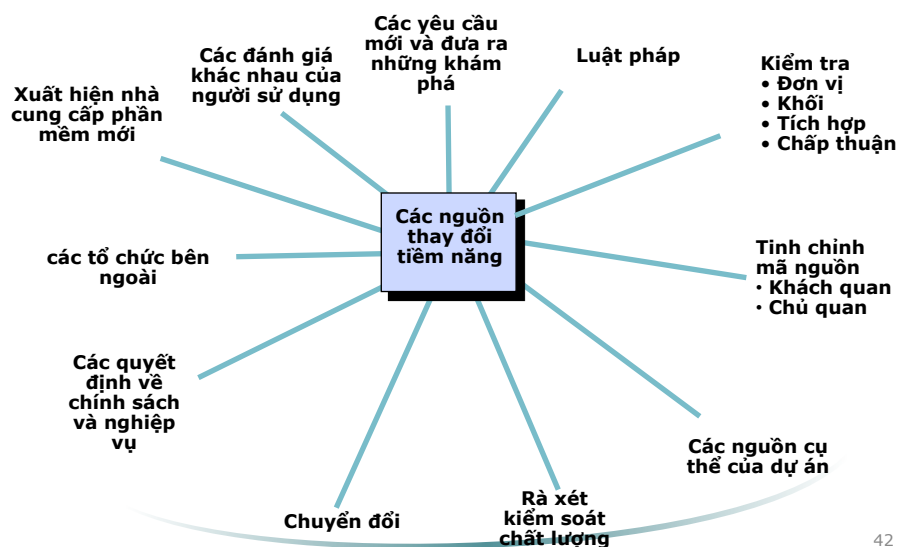 Các yêu cầu
mới và đưa ra
những khám
phá
Các đánh giá
khác nhau của
người sử dụng
Luật pháp
Kiểm tra
• Đơn vị
• Khối
• Tích hợp
• Chấp thuận
Xuất hiện nhà
cung cấp phần
mềm mới
Các nguồn
thay đổi
tiềm năng
các tổ chức bên
ngoài
Tinh chỉnh
mã nguồn
• Khách quan
• Chủ quan
Các quyết
định về
chính sách
và nghiệp
vụ
Các nguồn cụ
thể của dự án
Chuyển đổi
Rà xét
kiểm soát
chất lượng
42